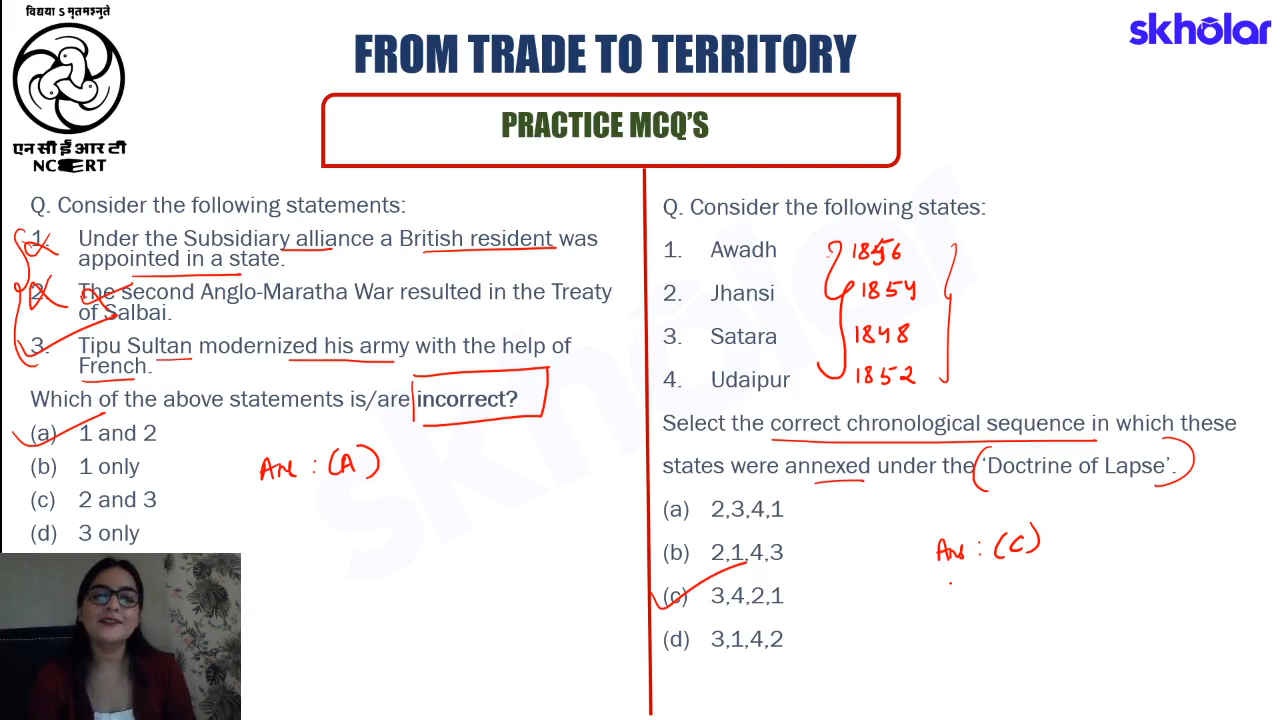 विद्यया ऽ मृतमश्नुते
एन सी ई आर टी
NCERT
skholar
FROM TRADE TO TERRITORY
PRACTICE MCQ'S
Q. Consider the following statements:
1. Under the Subsidiary alliance a British resident was
appointed in a state.
2. The second Anglo-Maratha War resulted in the Treaty
of Salbai.
3. Tipu Sultan modernized his army with the help of
French.
Which of the above statements is/are incorrect?
(a) 1 and 2
(b) 1 only
(c) 2 and 3
(d) 3 only
Ans : (A)
Q. Consider the following states:
1. Awadh 1856
2. Jhansi 1854
3. Satara 1848
4. Udaipur 1852
Select the correct chronological sequence in which these
states were annexed under the 'Doctrine of Lapse'.
(a) 2,3,4,1
(b) 2,1,4,3
(c) 3,4,2,1
(d) 3,1,4,2
Ans : (C)
skholar